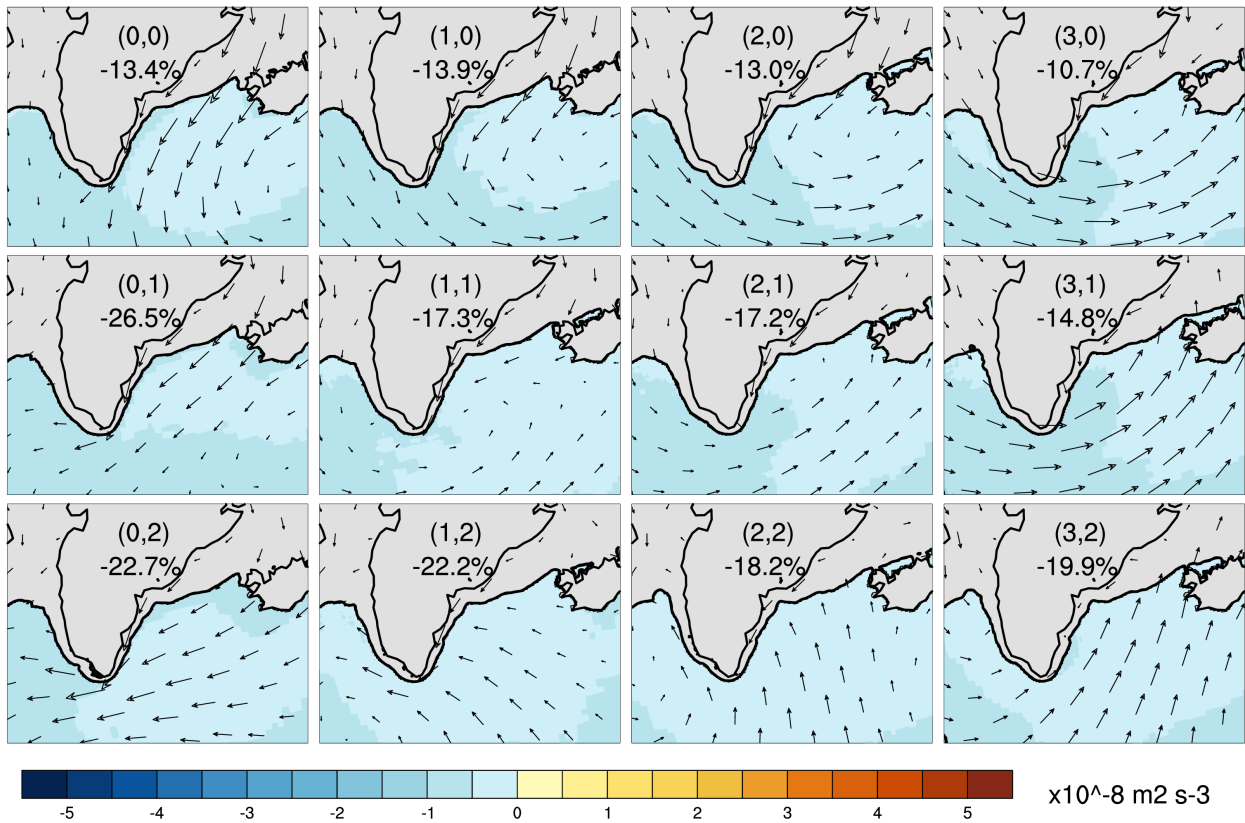 (0,0) (1,0) (2,0) (3,0)
-13.4% -13.9% -13.0% -10.7%
(0,1) (1,1) (2,1) (3,1)
-26.5% -17.3% -17.2% -14.8%
(0,2) (1,2) (2,2) (3,2)
-22.7% -22.2% -18.2% -19.9%
-5 -4 -3 -2 -1 0 1 2 3 4 5
x10^-8 m2 s-3